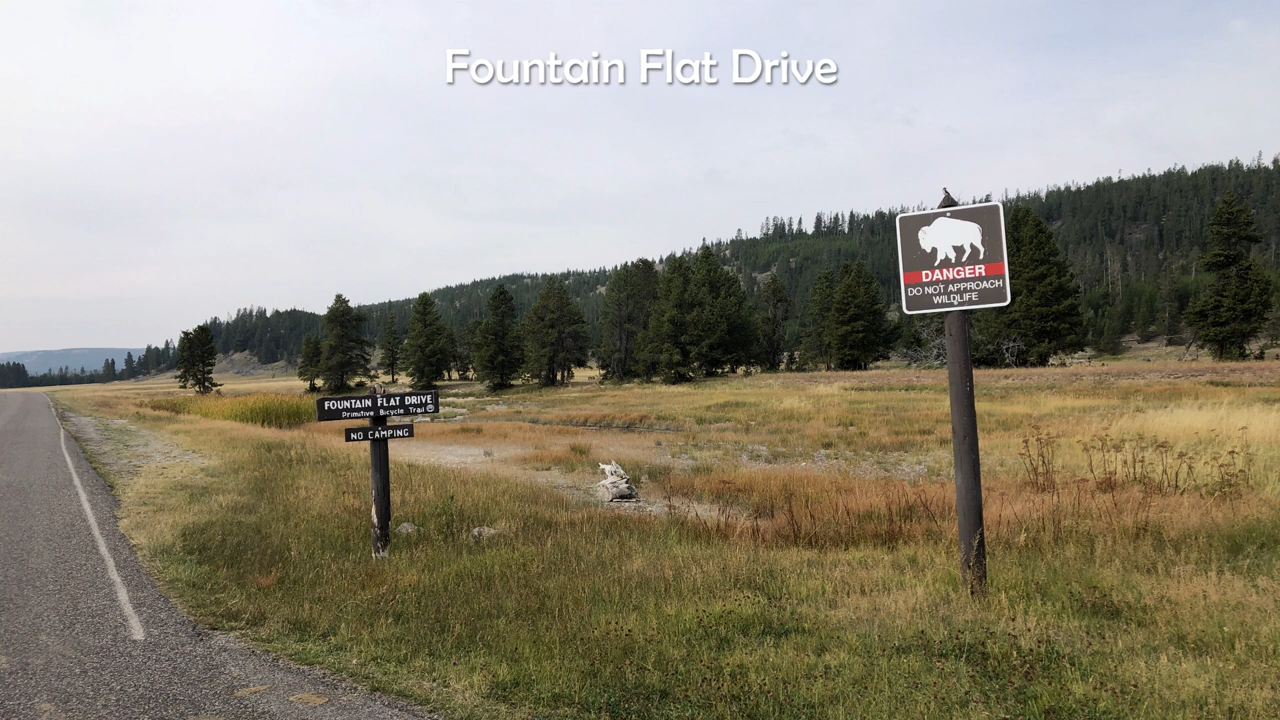 Fountain Flat Drive
DANGER
DO NOT APPROACH
WILDLIFE
FOUNTAIN FLAT DRIVE
Primitive Bicycle Trail
NO CAMPING